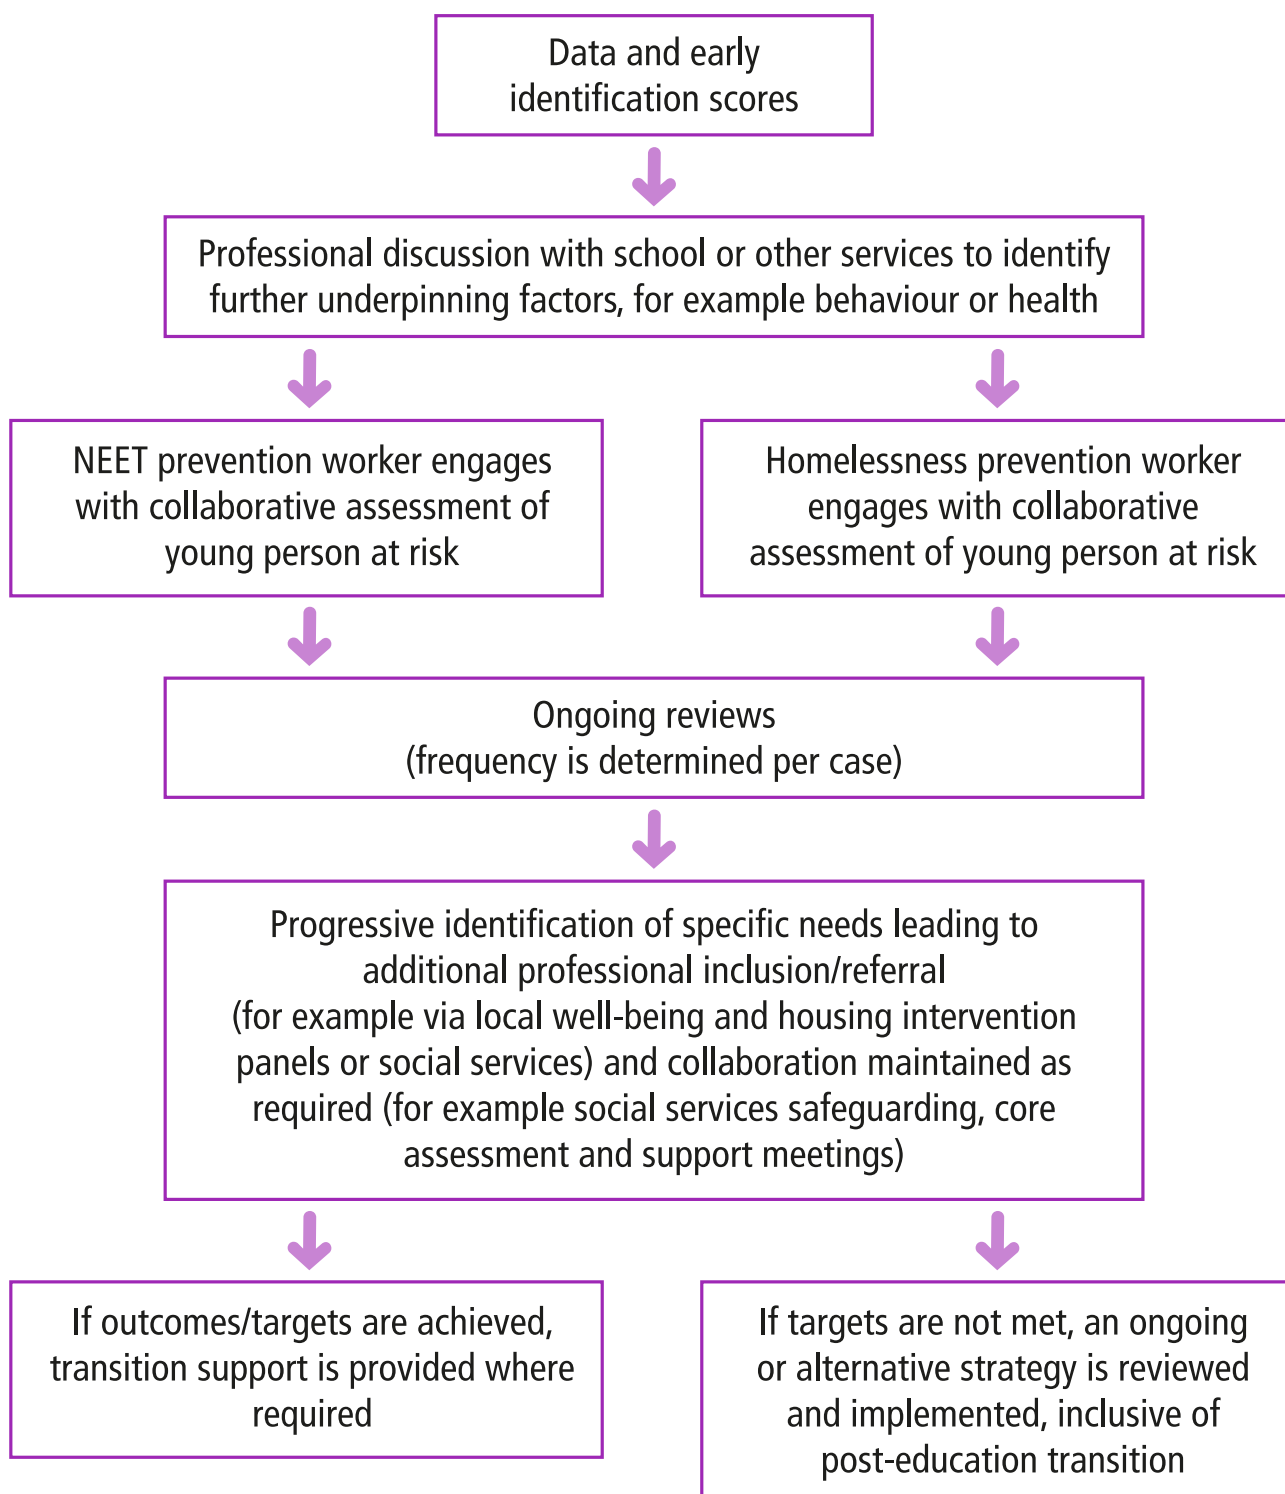 Data and early
identification scores
Professional discussion with school or other services to identify
further underpinning factors, for example behaviour or health
NEET prevention worker engages
with collaborative assessment of
young person at risk
Homelessness prevention worker
engages with collaborative
assessment of young person at risk
Ongoing reviews
(frequency is determined per case)
Progressive identification of specific needs leading to
additional professional inclusion/referral
(for example via local well-being and housing intervention
panels or social services) and collaboration maintained as
required (for example social services safeguarding, core
assessment and support meetings)
If outcomes/targets are achieved,
transition support is provided where
required
If targets are not met, an ongoing
or alternative strategy is reviewed
and implemented, inclusive of
post-education transition